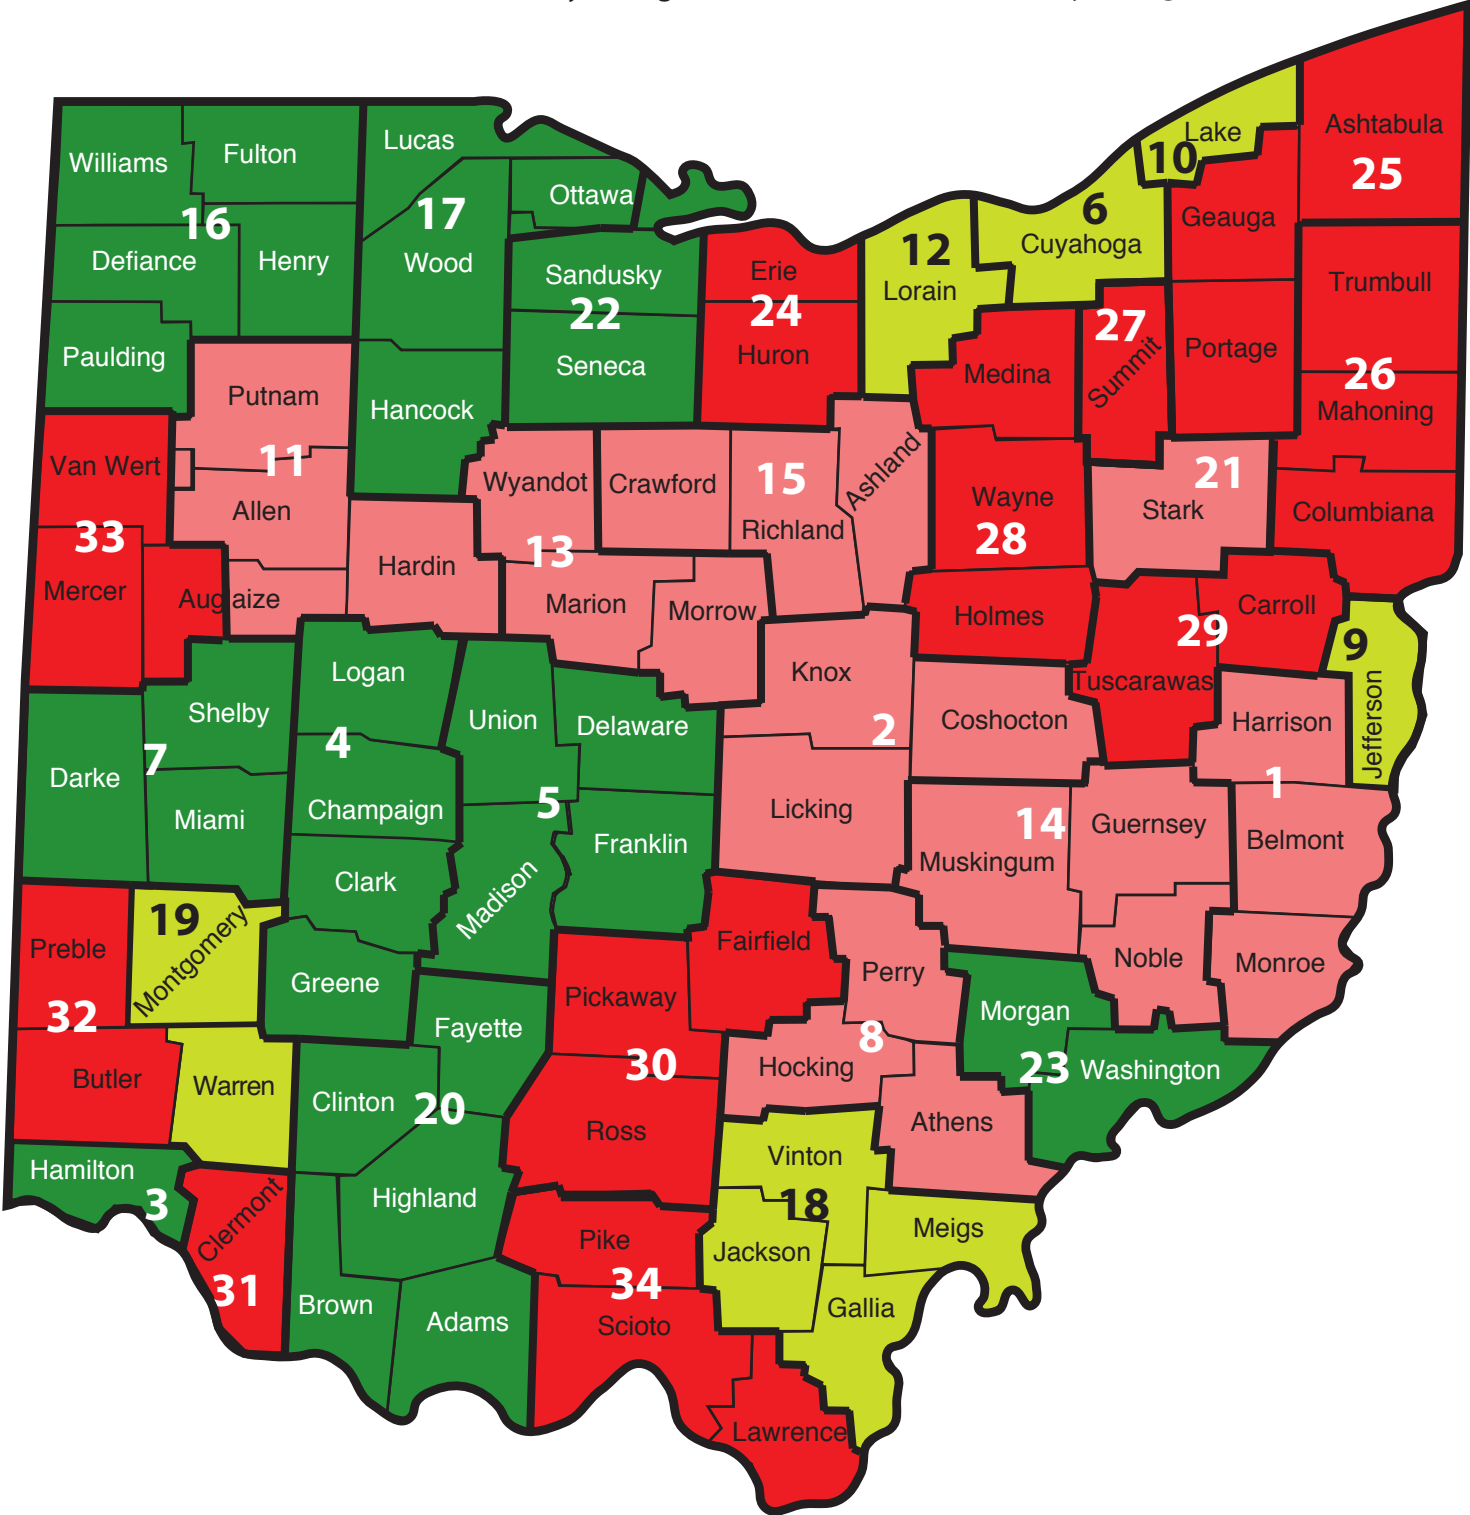 Lake
10
Ashtabula
25
Lucas
Fulton
Williams
Ottawa
17
16
6
Geauga
12
Cuyahoga
Defiance
Henry
Wood
Sandusky
Erie
Lorain
Trumbull
22
24
27
Paulding
Seneca
Huron
Medina
Summit
Portage
26
Putnam
Hancock
Mahoning
Van Wert
11
Wyandot
Crawford
15
Ashland
21
Allen
Richland
Wayne
Stark
Columbiana
33
28
Hardin
13
Mercer
Auglaize
Marion
Morrow
Holmes
Carroll
29
9
Logan
Knox
Tuscarawas
Jefferson
Shelby
Union
Delaware
2
Coshocton
Harrison
7
4
Darke
1
5
Miami
Champaign
Licking
14
Guernsey
Franklin
Belmont
Clark
Madison
Muskingum
19
Preble
Montgomery
Fairfield
Perry
Noble
Monroe
Greene
Pickaway
Morgan
32
Fayette
8
Butler
Warren
30
Hocking
23
Washington
Clinton
20
Ross
Athens
Hamilton
Vinton
3
Clermont
Highland
18
Meigs
Pike
Jackson
31
34
Brown
Adams
Scioto
Gallia
Lawrence